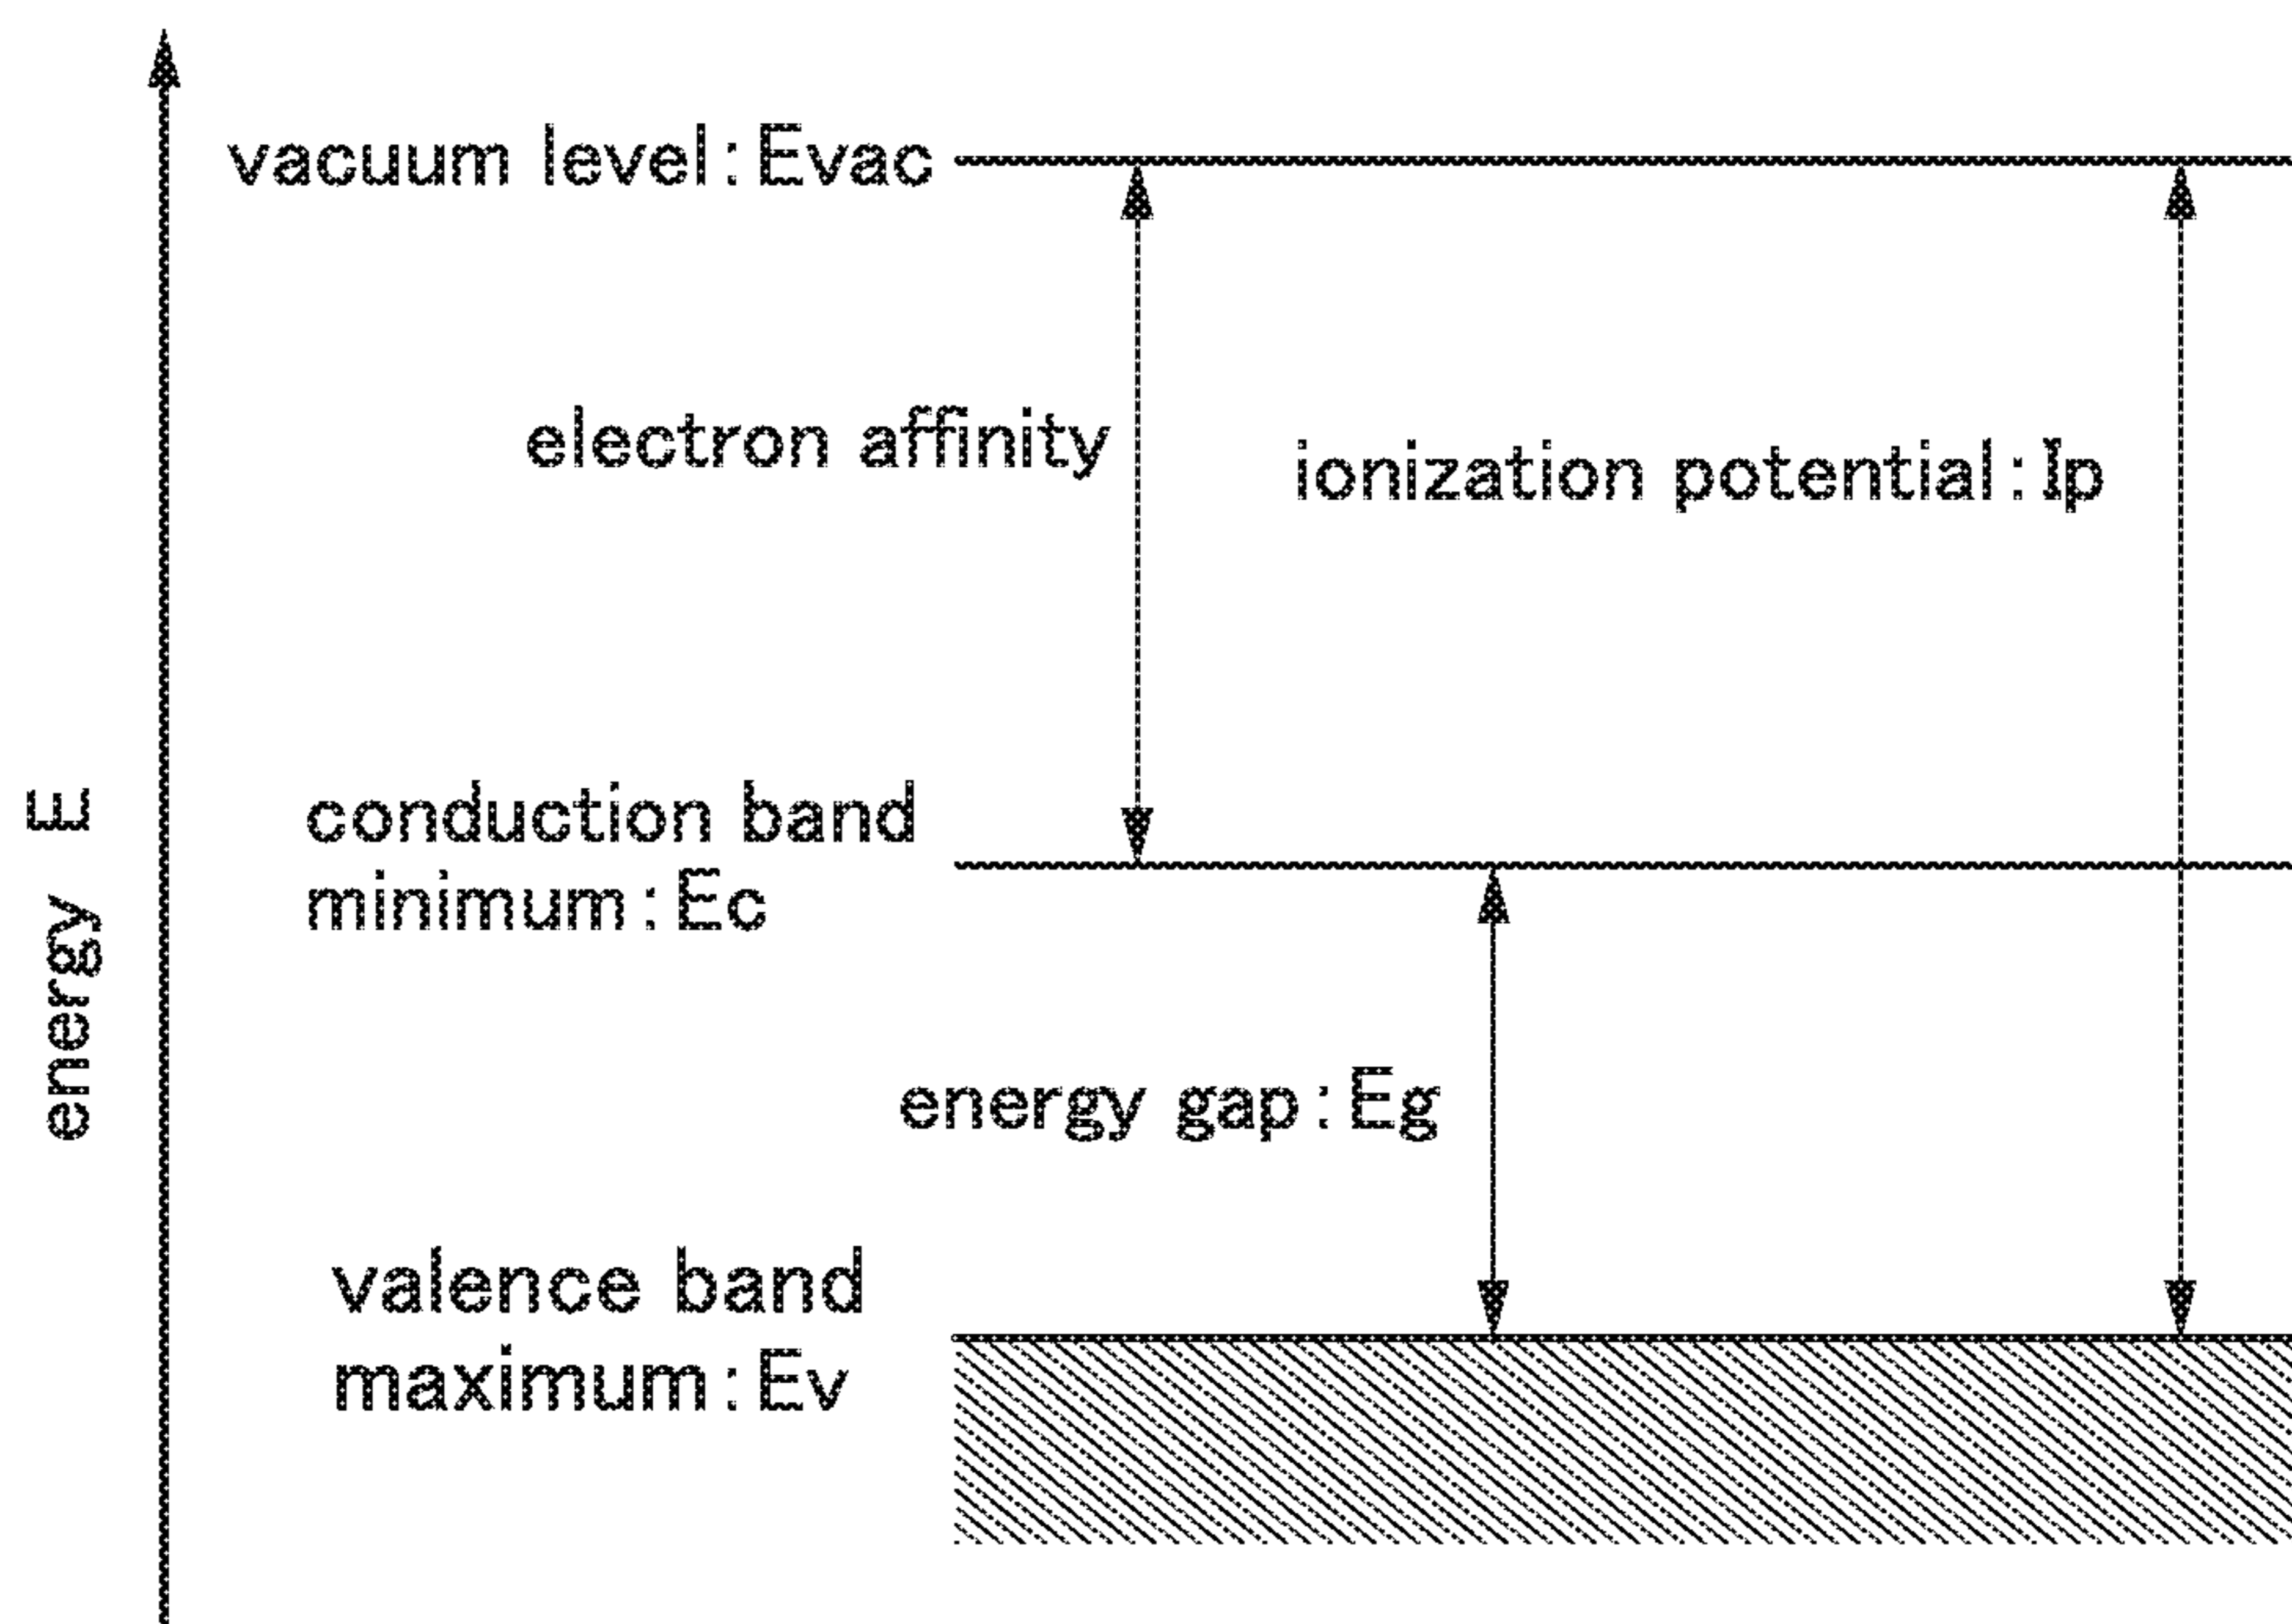 vacuum level:Evac
electron affinity
ionization potential:Ip
energy E
conduction band
minimum:Ec
energy gap:Eg
valence band
maximum:Ev